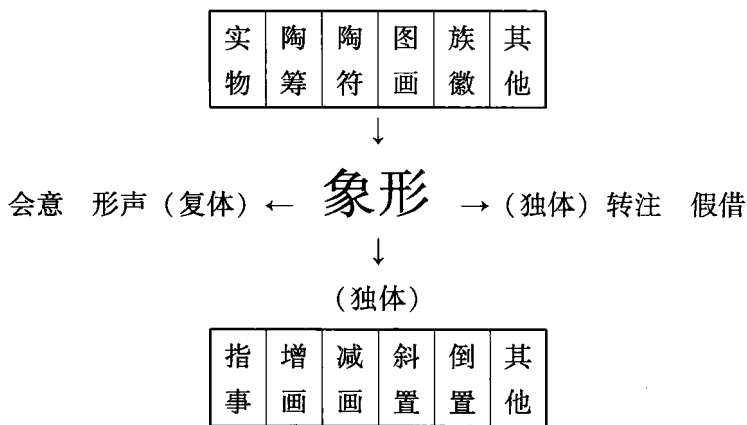 实物 陶筹 陶符 图画 族徽 其他
↓
会意 形声（复体）← 象形 →（独体）转注 假借
↓
（独体）
指事 增画 减画 斜置 倒置 其他